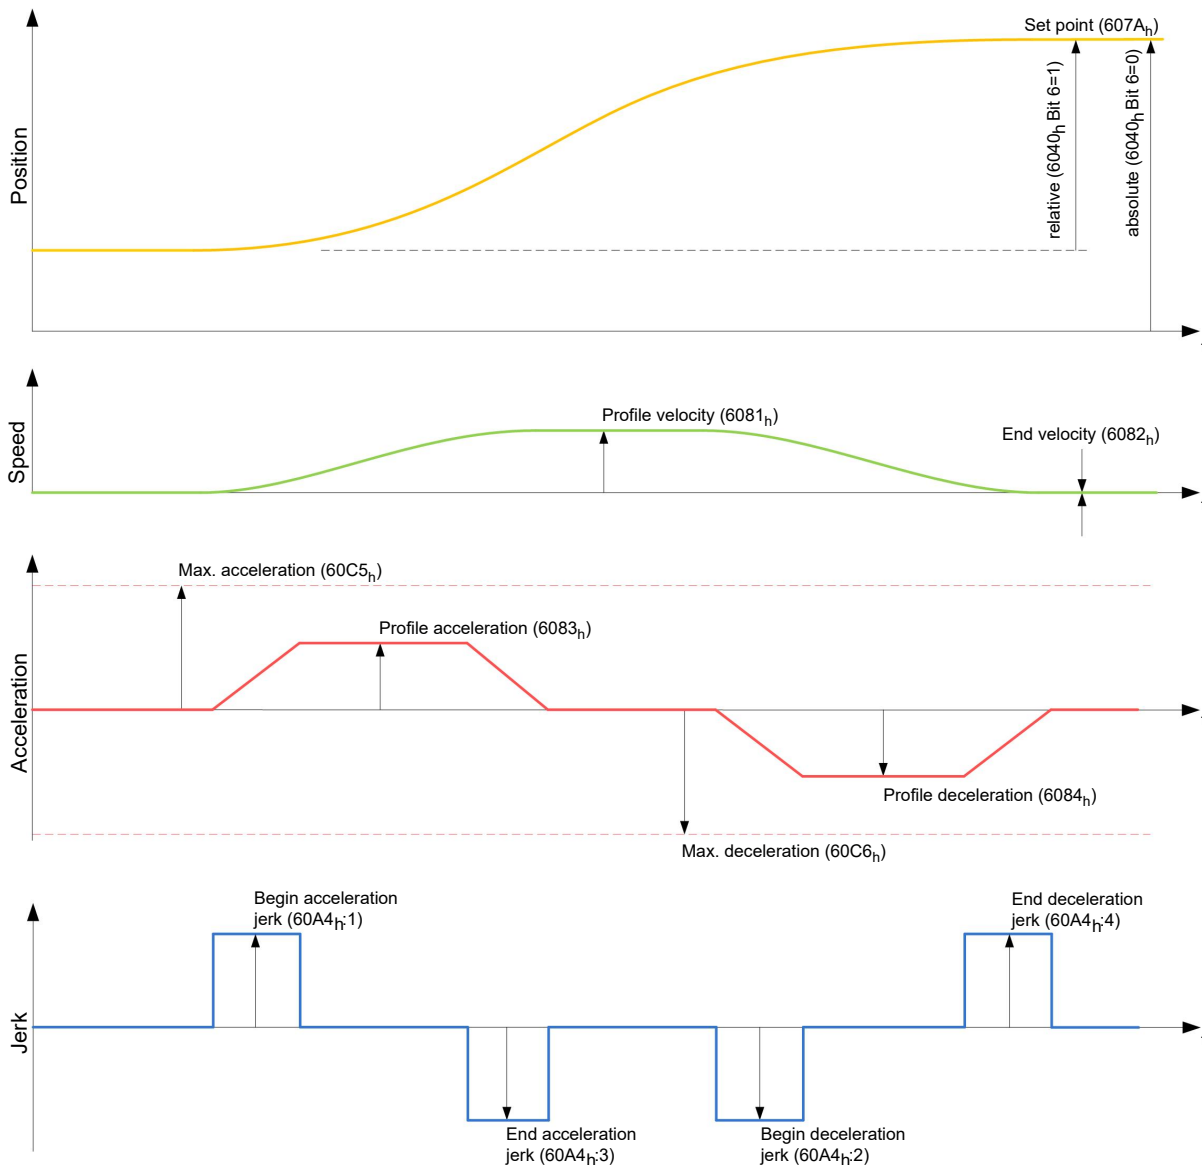 Set point (607Ah)
Position
relative (6040h Bit 6=1)
absolute (6040h Bit 6=0)
Speed
Profile velocity (6081h)
End velocity (6082h)
Acceleration
Max. acceleration (60C5h)
Profile acceleration (6083h)
Profile deceleration (6084h)
Max. deceleration (60C6h)
Jerk
Begin acceleration
jerk (60A4h:1)
End deceleration
jerk (60A4h:4)
End acceleration
jerk (60A4h:3)
Begin deceleration
jerk (60A4h:2)